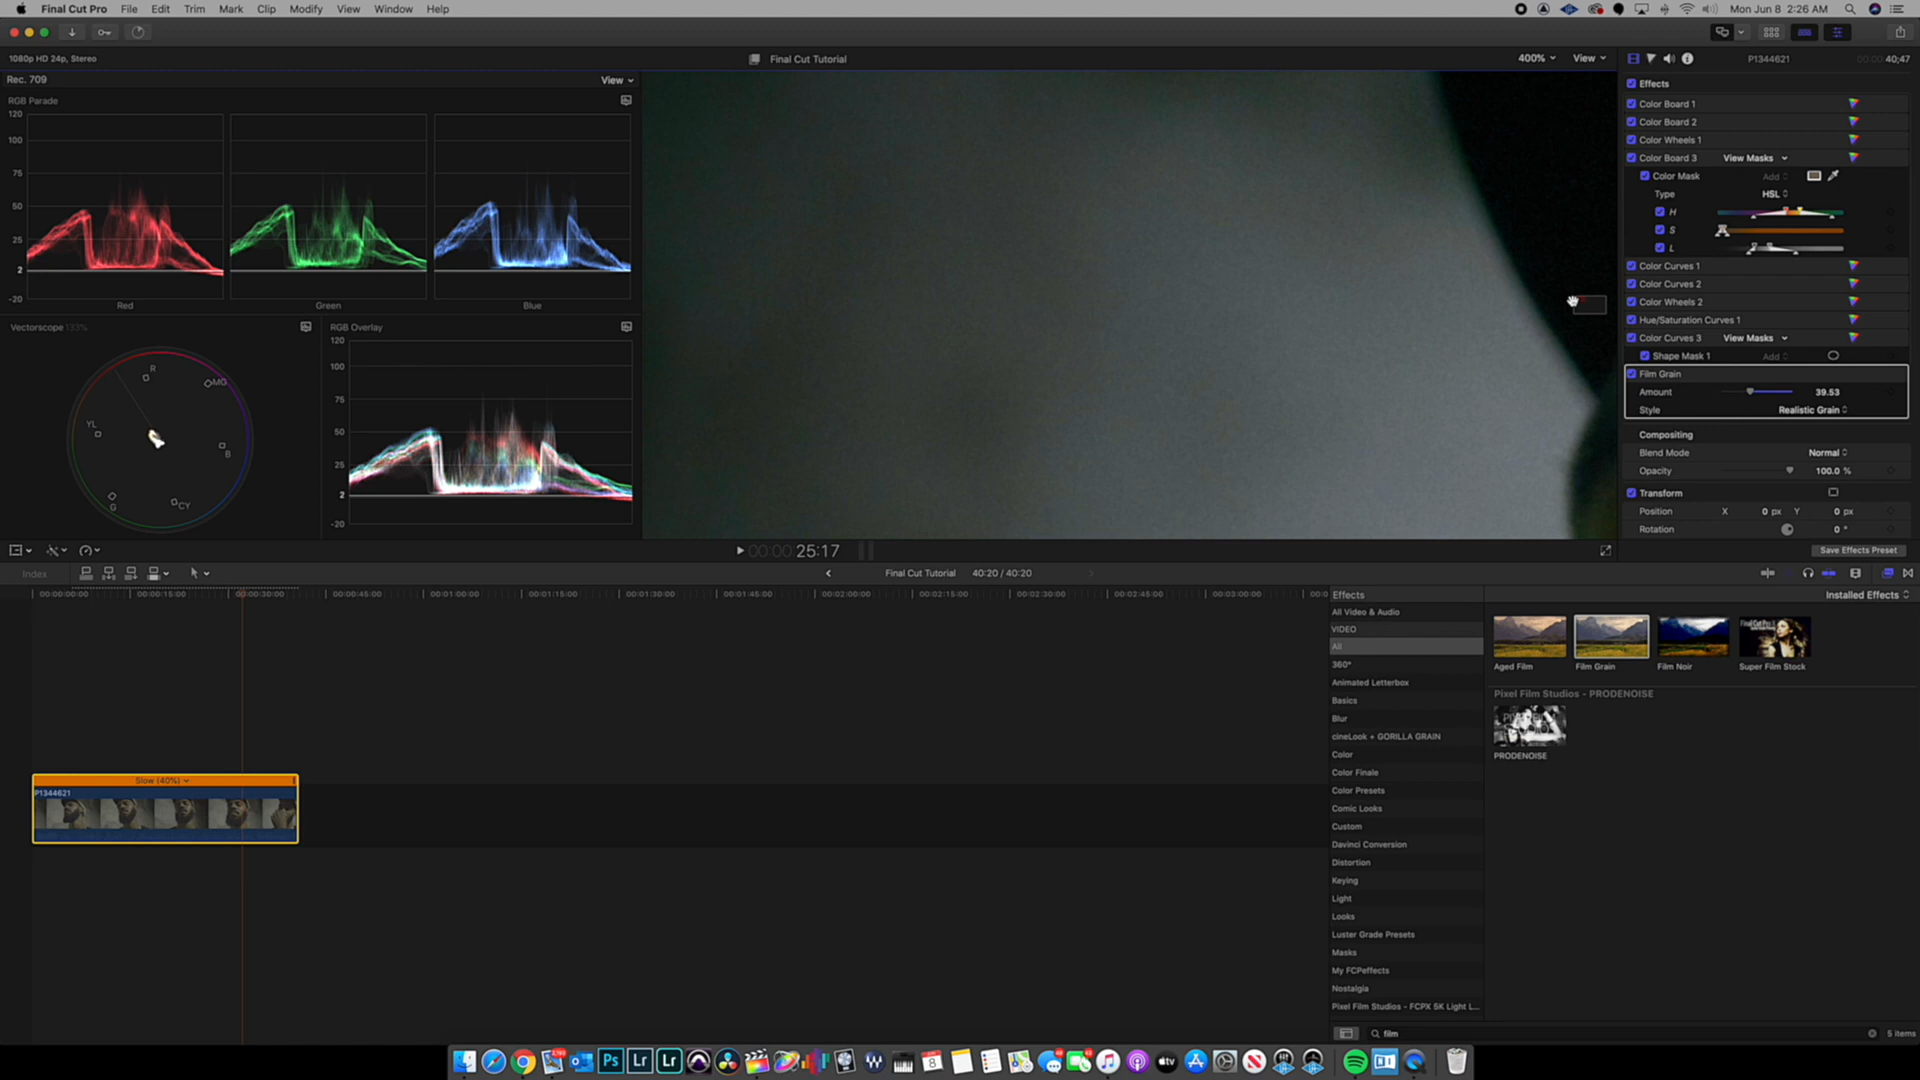 Final Cut Pro File Edit Trim Mark Clip Modify View Window Help Mon Jun 8 2:26 AM
1080p HD 24p, Stereo
Final Cut Tutorial
400% View
P1344621
40;47
Rec. 709
View
RGB Parade
120
100
75
50
25
2
-20
Red
Green
Blue
Vectorscope 133%
R
MG
B
CY
G
YL
RGB Overlay
120
100
75
50
25
2
-20
Effects
Color Board 1
Color Board 2
Color Wheels 1
Color Board 3 View Masks
Color Mask Add
Type HSL
H
S
L
Color Curves 1
Color Curves 2
Color Wheels 2
Hue/Saturation Curves 1
Color Curves 3 View Masks
Shape Mask 1 Add
Film Grain
Amount 39.53
Style Realistic Grain
Compositing
Blend Mode Normal
Opacity 100.0 %
Transform
Position X 0 px Y 0 px
Rotation 0 °
Save Effects Preset
00:00:25:17
Index
Final Cut Tutorial 40:20 / 40:20
00:00:00:00 00:00:15:00 00:00:30:00 00:00:45:00 00:01:00:00 00:01:15:00 00:01:30:00 00:01:45:00 00:02:00:00 00:02:15:00 00:02:30:00 00:02:45:00 00:03:00:00
Slow (40%)
P1344621
Effects
Installed Effects
All Video & Audio
VIDEO
All
360°
Animated Letterbox
Basics
Blur
cineLook + GORILLA GRAIN
Color
Color Finale
Color Presets
Comic Looks
Custom
Davinci Conversion
Distortion
Keying
Light
Looks
Luster Grade Presets
Masks
My FCPeffects
Nostalgia
Pixel Film Studios - FCPX 5K Light L...
Aged Film
Film Grain
Film Noir
Super Film Stock
Pixel Film Studios - PRODENOISE
PRODENOISE
film
5 items
Ps
Lr
Lr
8
tv